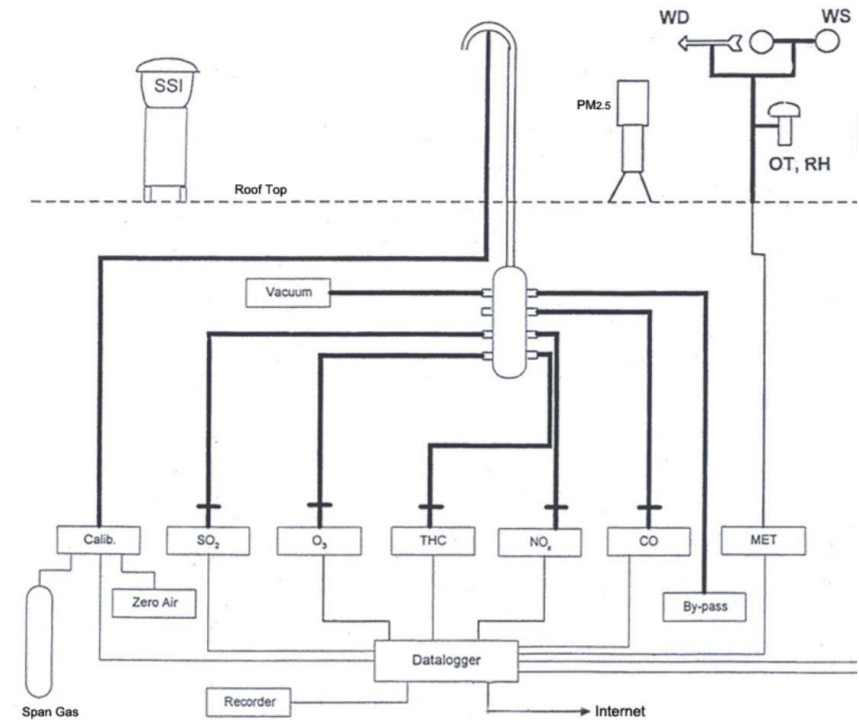 WD
WS
SSI
PM2.5
OT, RH
Roof Top
Vacuum
Calib.
SO2
O3
THC
NOx
CO
MET
Zero Air
By-pass
Datalogger
Recorder
Span Gas
Internet